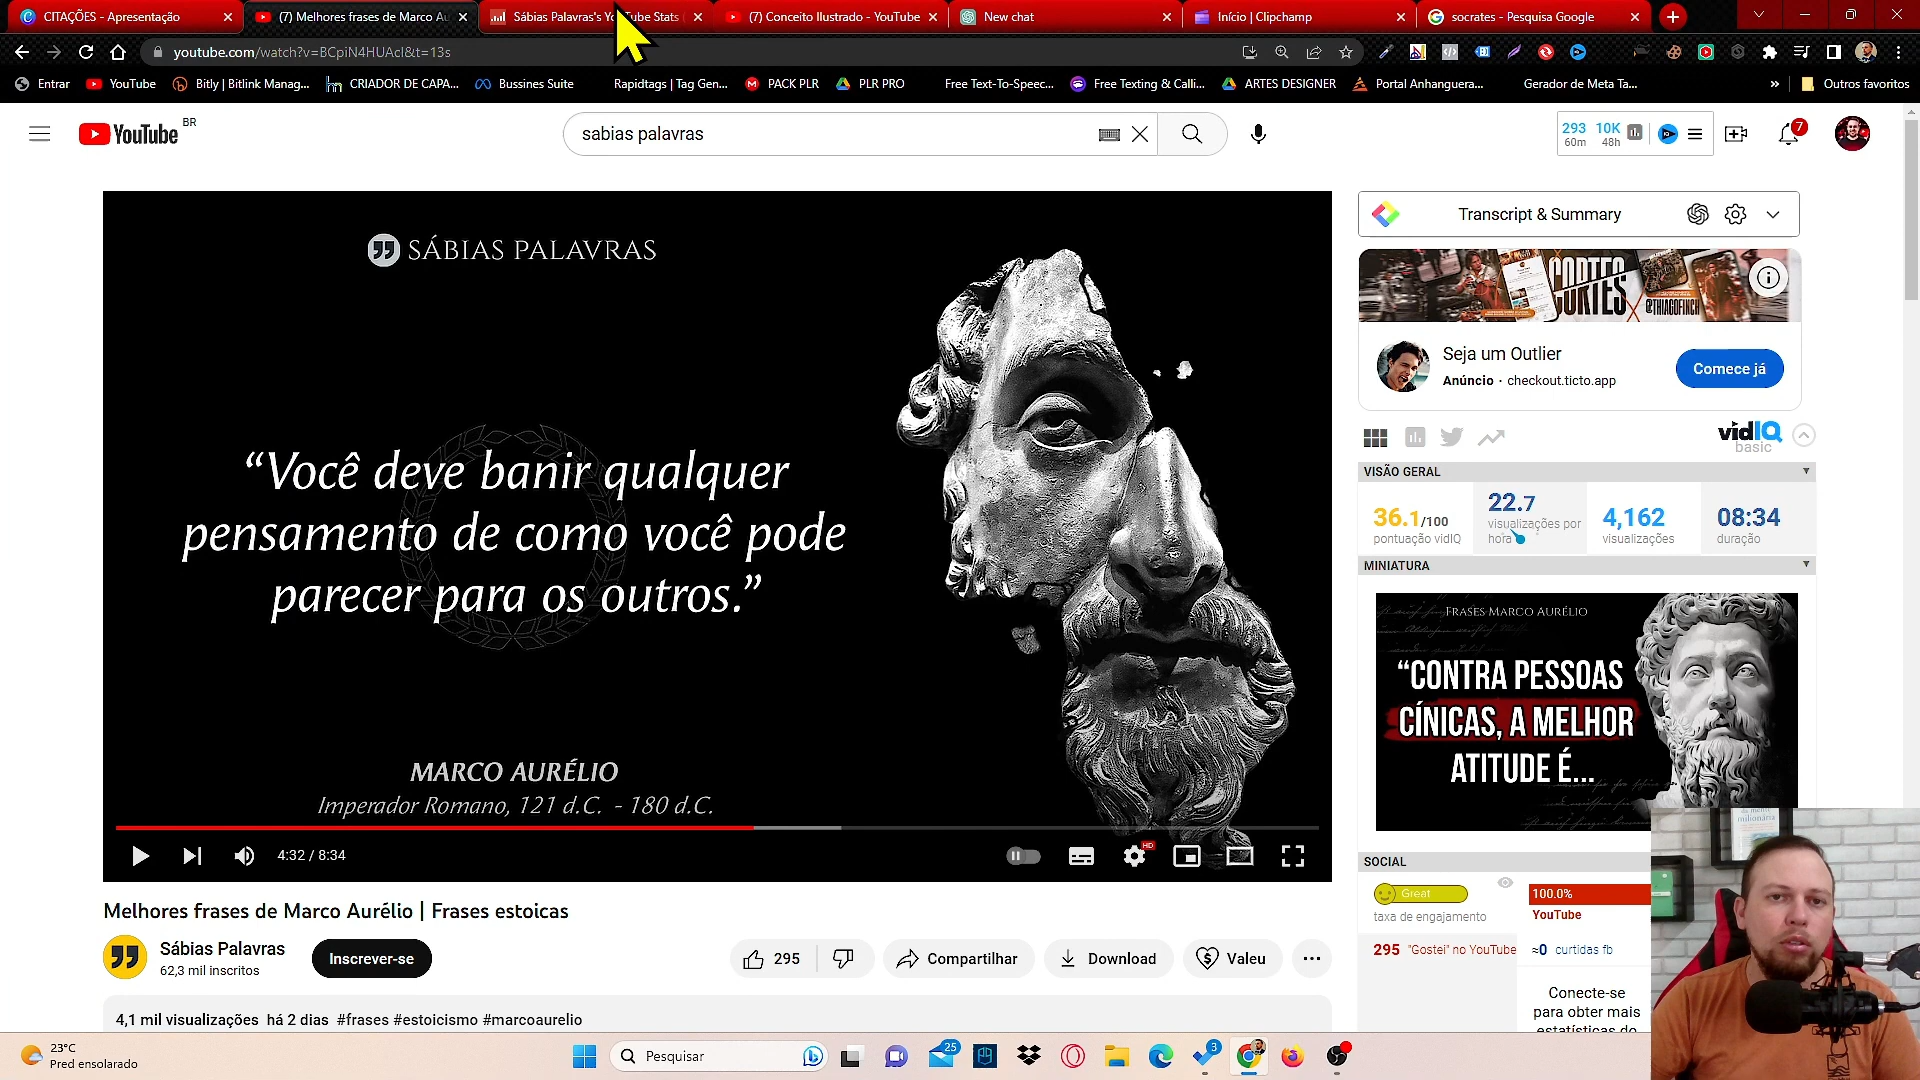 CITAÇÕES - Apresentação
(7) Melhores frases de Marco Au
Sábias Palavras's YouTube Stats
(7) Conceito Ilustrado - YouTube
New chat
Início | Clipchamp
socrates - Pesquisa Google
youtube.com/watch?v=BCpiN4HUAcI&t=13s
Entrar
YouTube
Bitly | Bitlink Manag...
CRIADOR DE CAPA...
Bussines Suite
Rapidtags | Tag Gen...
PACK PLR
PLR PRO
Free Text-To-Speec...
Free Texting & Calli...
ARTES DESIGNER
Portal Anhanguera...
Gerador de Meta Ta...
»
Outros favoritos
YouTube BR
sabias palavras
293 10K
60m 48h
7
SÁBIAS PALAVRAS
“Você deve banir qualquer
pensamento de como você pode
parecer para os outros.”
MARCO AURÉLIO
Imperador Romano, 121 d.C. - 180 d.C.
4:32 / 8:34
HD
Melhores frases de Marco Aurélio | Frases estoicas
Sábias Palavras
62,3 mil inscritos
Inscrever-se
295
Compartilhar
Download
Valeu
4,1 mil visualizações há 2 dias #frases #estoicismo #marcoaurelio
Transcript & Summary
CORTES
@THIAGOFINCH
Seja um Outlier
Anúncio · checkout.ticto.app
Comece já
vidIQ
basic
VISÃO GERAL
36.1/100
pontuação vidIQ
22.7
visualizações por
hora
4,162
visualizações
08:34
duração
MINIATURA
FRASES MARCO AURÉLIO
“CONTRA PESSOAS
CÍNICAS, A MELHOR
ATITUDE É...
SOCIAL
Great
taxa de engajamento
100.0%
YouTube
295 "Gostei" no YouTube
≈0 curtidas fb
Conecte-se
para obter mais
estatísticas do
milionária
23°C
Pred ensolarado
Pesquisar
25
3